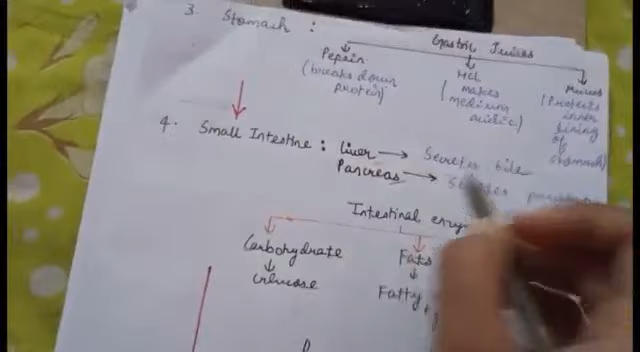 3. Stomach :
Gastric Juices
Pepsin HCL Mucus
(breaks down (makes (Protects
protein) medium inner
acidic) lining
of
stomach)
4. Small Intestine : Liver → Secretes bile
Pancreas →
Intestinal
Carbohydrate Fats
Glucose Fatty